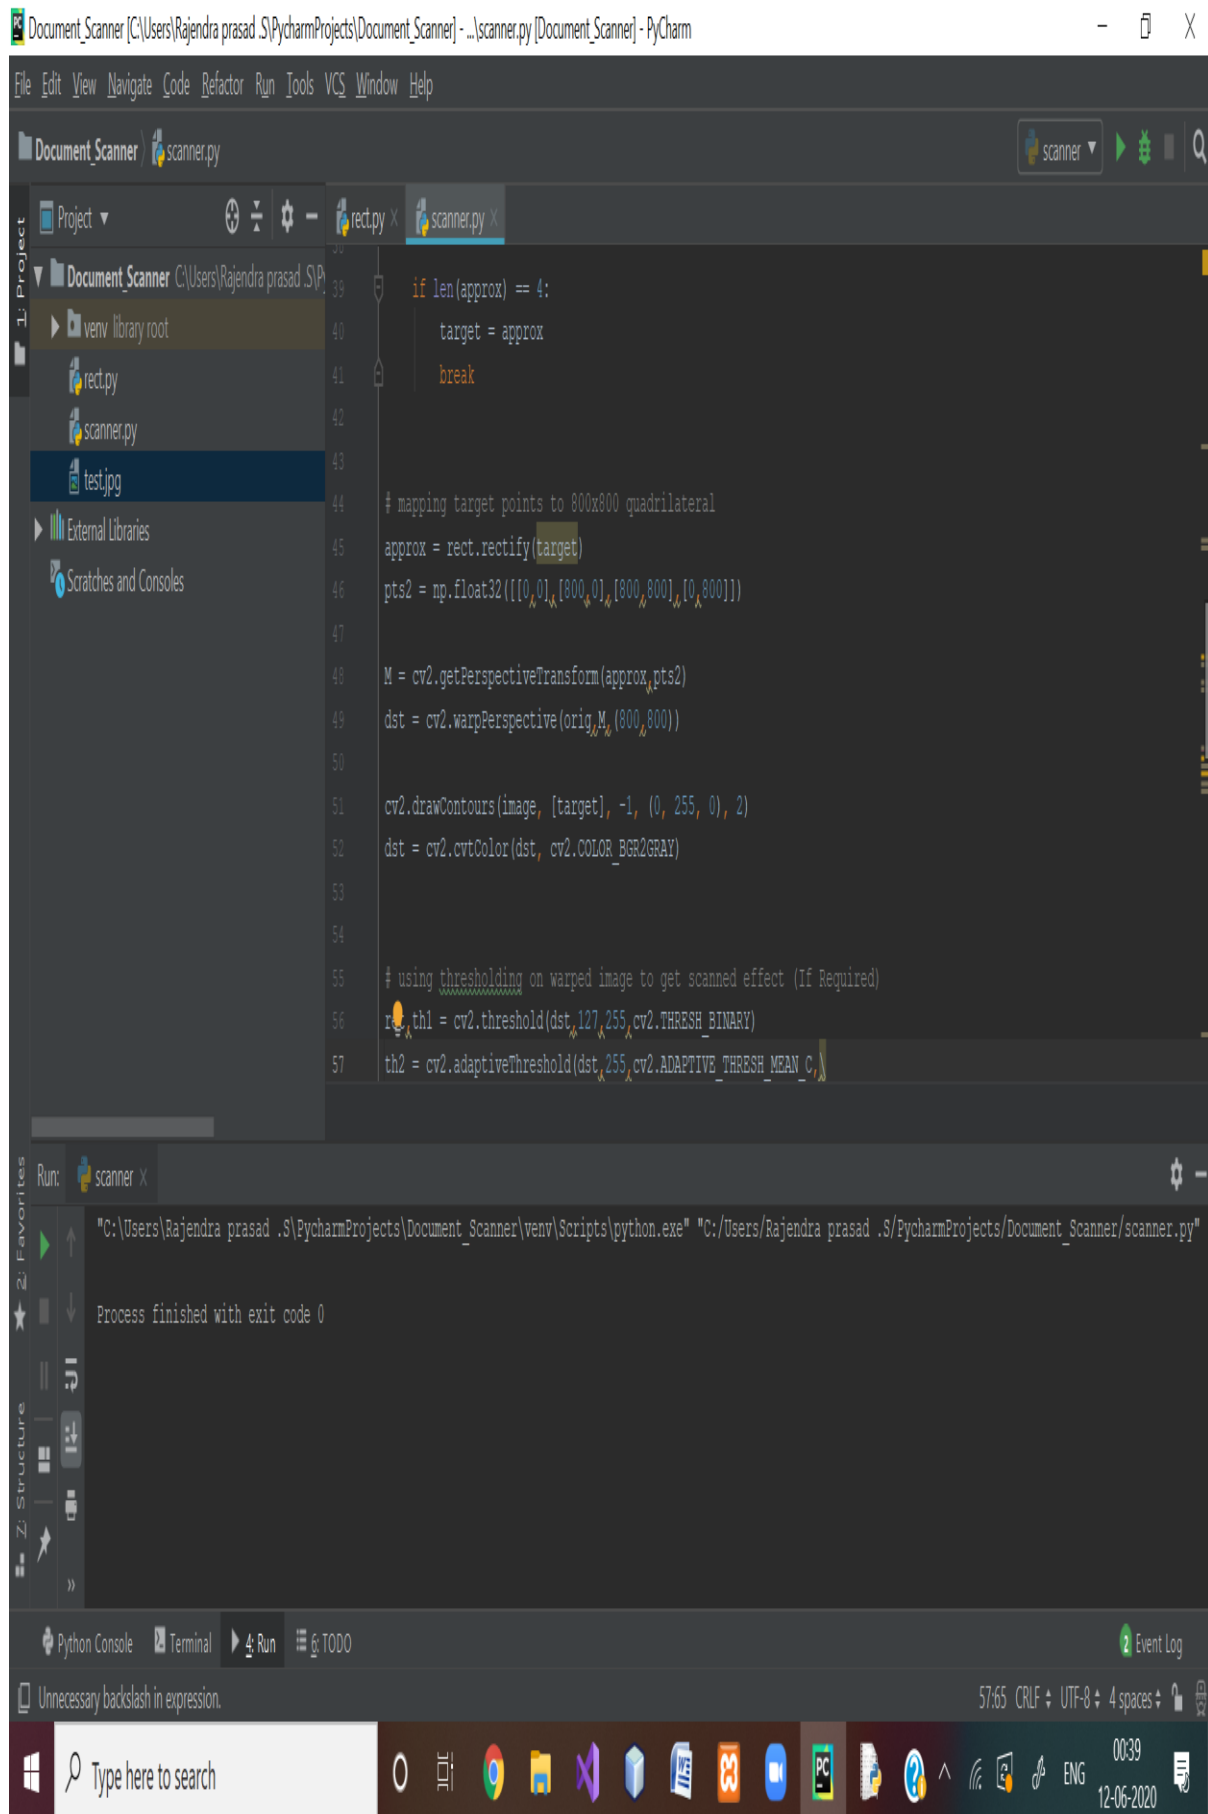 Document_Scanner [C:\Users\Rajendra prasad .S\PycharmProjects\Document_Scanner] - ...\scanner.py [Document_Scanner] - PyCharm
File Edit View Navigate Code Refactor Run Tools VCS Window Help
Document_Scanner scanner.py scanner
1: Project
Project
rect.py scanner.py
Document_Scanner C:\Users\Rajendra prasad .S\P
venv library root
rect.py
scanner.py
test.jpg
External Libraries
Scratches and Consoles
39 if len(approx) == 4:
40 target = approx
41 break
42
43
44 # mapping target points to 800x800 quadrilateral
45 approx = rect.rectify(target)
46 pts2 = np.float32([[0,0],[800,0],[800,800],[0,800]])
47
48 M = cv2.getPerspectiveTransform(approx,pts2)
49 dst = cv2.warpPerspective(orig,M,(800,800))
50
51 cv2.drawContours(image, [target], -1, (0, 255, 0), 2)
52 dst = cv2.cvtColor(dst, cv2.COLOR_BGR2GRAY)
53
54
55 # using thresholding on warped image to get scanned effect (If Required)
56 ,th1 = cv2.threshold(dst,127,255,cv2.THRESH_BINARY)
57 th2 = cv2.adaptiveThreshold(dst,255,cv2.ADAPTIVE_THRESH_MEAN_C,\
Run: scanner
"C:\Users\Rajendra prasad .S\PycharmProjects\Document_Scanner\venv\Scripts\python.exe" "C:/Users/Rajendra prasad .S/PycharmProjects/Document_Scanner/scanner.py"
Process finished with exit code 0
2: Favorites
Z: Structure
Python Console Terminal 4: Run 6: TODO 2 Event Log
Unnecessary backslash in expression. 57:65 CRLF UTF-8 4 spaces
Type here to search
ENG
00:39
12-06-2020